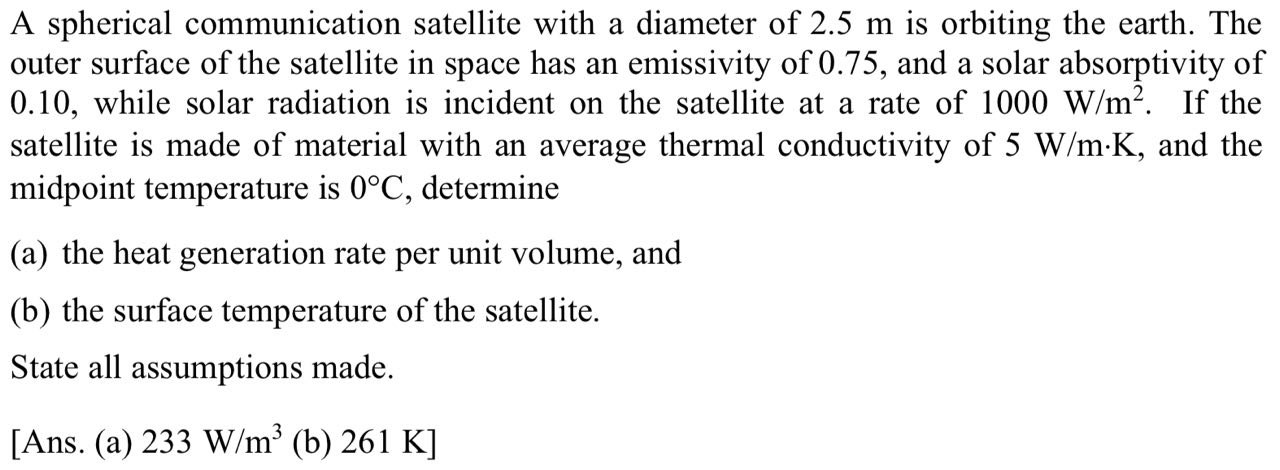 A spherical communication satellite with a diameter of 2.5 m is orbiting the earth. The
outer surface of the satellite in space has an emissivity of 0.75, and a solar absorptivity of
0.10, while solar radiation is incident on the satellite at a rate of 1000 W/m². If the
satellite is made of material with an average thermal conductivity of 5 W/m·K, and the
midpoint temperature is 0°C, determine
(a) the heat generation rate per unit volume, and
(b) the surface temperature of the satellite.
State all assumptions made.
[Ans. (a) 233 W/m³ (b) 261 K]